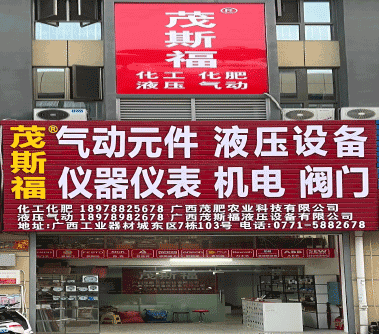 茂斯福®
化工 化肥
液压 气动
茂斯福®
气动元件 液压设备
仪器仪表 机电 阀门
化工化肥 18978825678 广西茂肥农业科技有限公司
液压气动 18978982678 广西茂斯福液压设备有限公司
地址:广西工业器材城东区7栋103号 电话:0771-5882678